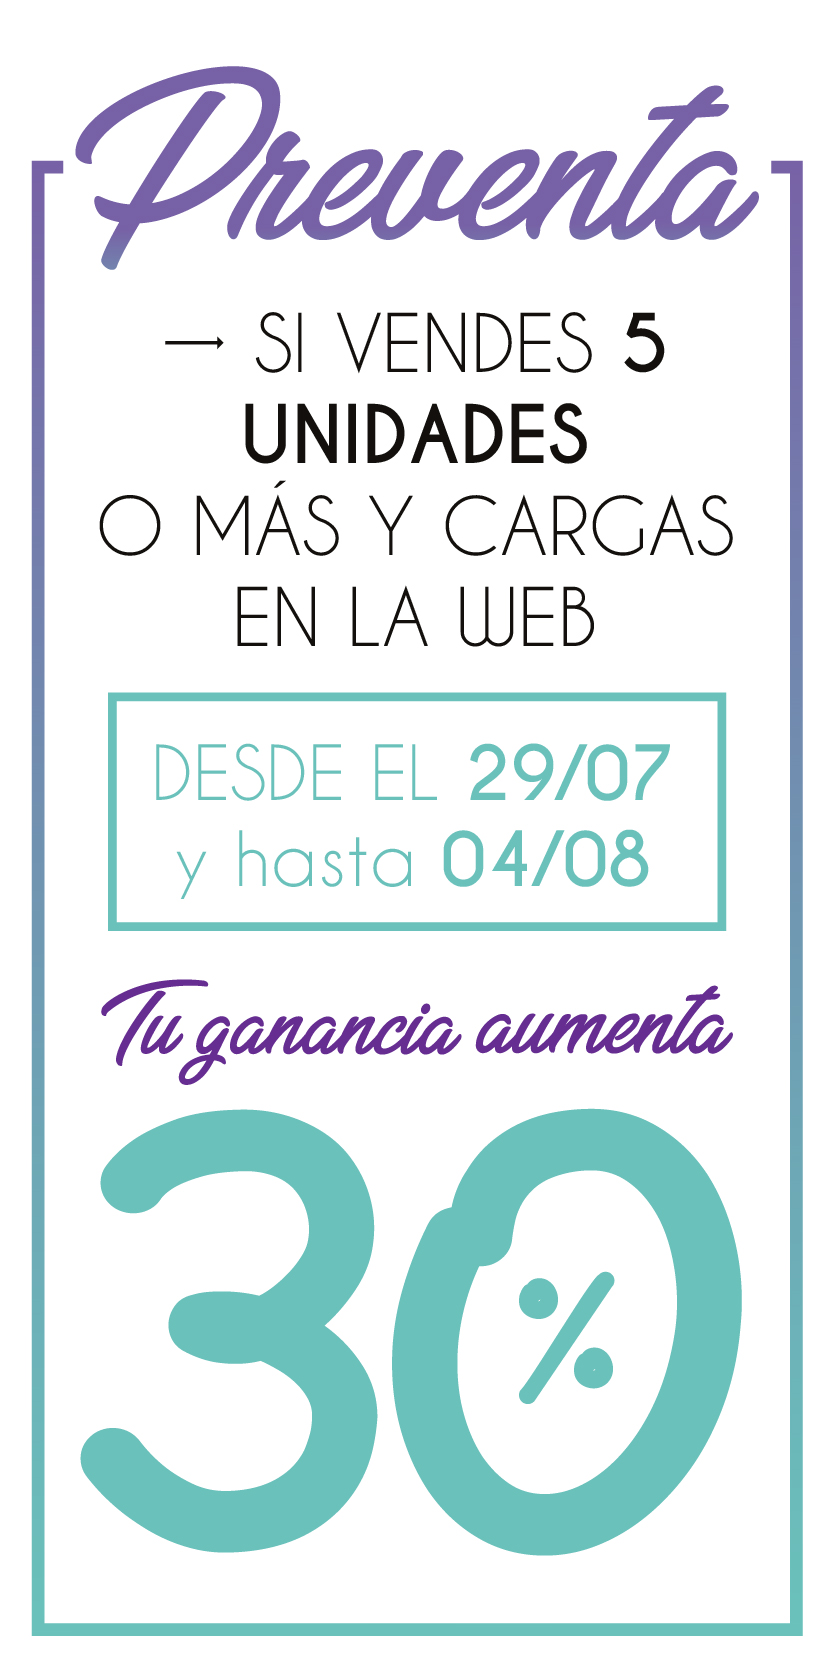 Preventa
→ SI VENDES 5
UNIDADES
O MÁS Y CARGAS
EN LA WEB
DESDE EL 29/07
y hasta 04/08
Tu ganancia aumenta
30%